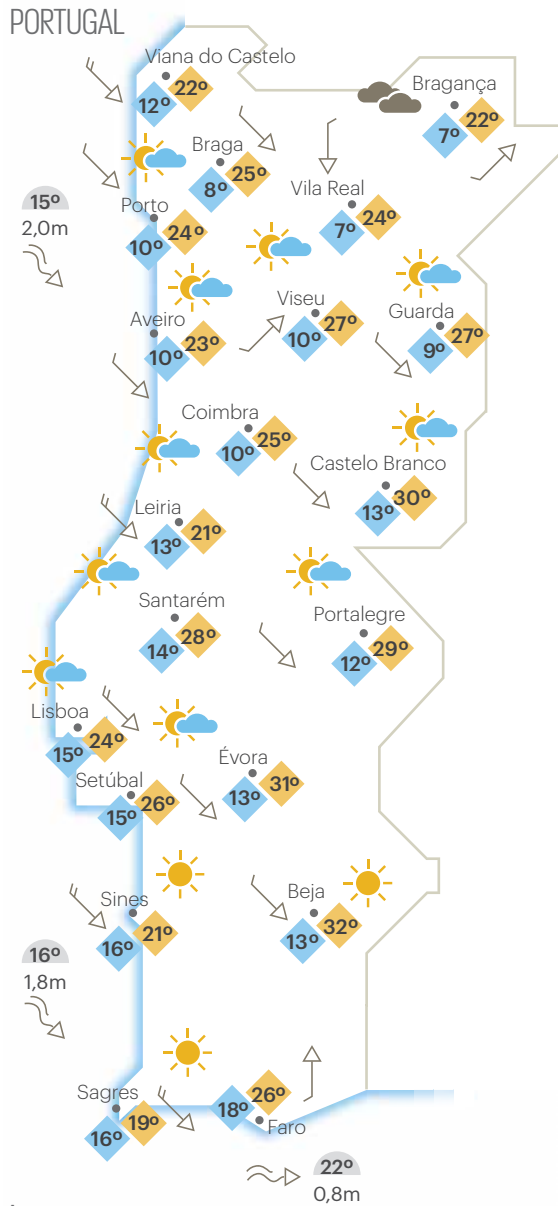 PORTUGAL
Viana do Castelo
12º 22º
Bragança
7º 22º
Braga
8º 25º
Vila Real
7º 24º
15º
2,0m
Porto
10º 24º
Viseu
10º 27º
Guarda
9º 27º
Aveiro
10º 23º
Coimbra
10º 25º
Castelo Branco
13º 30º
Leiria
13º 21º
Santarém
14º 28º
Portalegre
12º 29º
Lisboa
15º 24º
Évora
13º 31º
Setúbal
15º 26º
Sines
16º 21º
Beja
13º 32º
16º
1,8m
Sagres
16º 19º
18º 26º
Faro
22º
0,8m